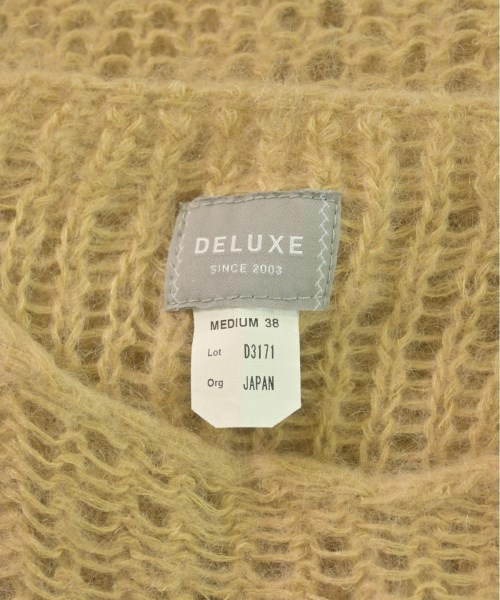 DELUXE
SINCE 2003
MEDIUM 38
Lot D3171
Org JAPAN